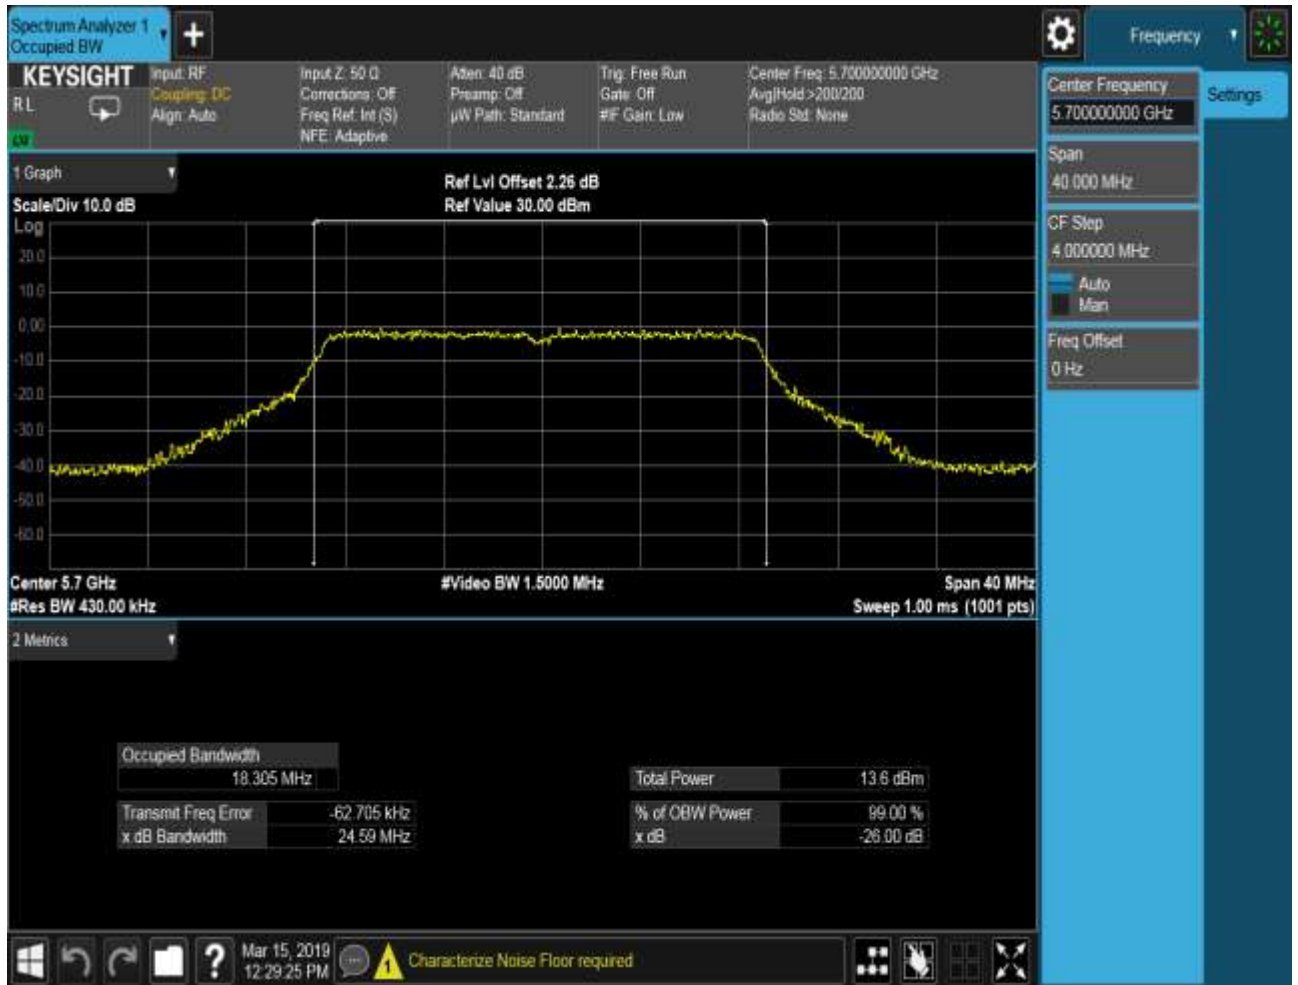 Spectrum Analyzer 1
Occupied BW
Frequency
KEYSIGHT
R L
Input: RF
Coupling: DC
Align: Auto
Input Z: 50 Ω
Corrections: Off
Freq Ref: Int (S)
NFE: Adaptive
Atten: 40 dB
Preamp: Off
µW Path: Standard
Trig: Free Run
Gate: Off
#IF Gain: Low
Center Freq: 5.700000000 GHz
Avg|Hold:>200/200
Radio Std: None
Center Frequency
5.700000000 GHz
Settings
Span
40.000 MHz
CF Step
4.000000 MHz
Auto
Man
Freq Offset
0 Hz
1 Graph
Scale/Div 10.0 dB
Ref Lvl Offset 2.26 dB
Ref Value 30.00 dBm
Log
20.0
10.0
0.00
-10.0
-20.0
-30.0
-40.0
-50.0
-60.0
Center 5.7 GHz
#Video BW 1.5000 MHz
Span 40 MHz
#Res BW 430.00 kHz
Sweep 1.00 ms (1001 pts)
2 Metrics
Occupied Bandwidth
18.305 MHz
Total Power 13.6 dBm
Transmit Freq Error -62.705 kHz
% of OBW Power 99.00 %
x dB Bandwidth 24.59 MHz
x dB -26.00 dB
?
Mar 15, 2019
12:29:25 PM
1
Characterize Noise Floor required